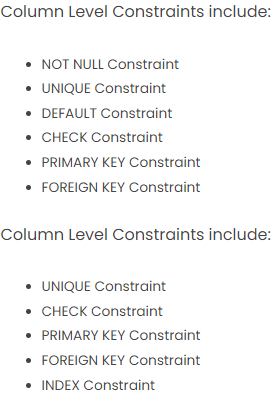 Column Level Constraints include:
• NOT NULL Constraint
• UNIQUE Constraint
• DEFAULT Constraint
• CHECK Constraint
• PRIMARY KEY Constraint
• FOREIGN KEY Constraint
Column Level Constraints include:
• UNIQUE Constraint
• CHECK Constraint
• PRIMARY KEY Constraint
• FOREIGN KEY Constraint
• INDEX Constraint